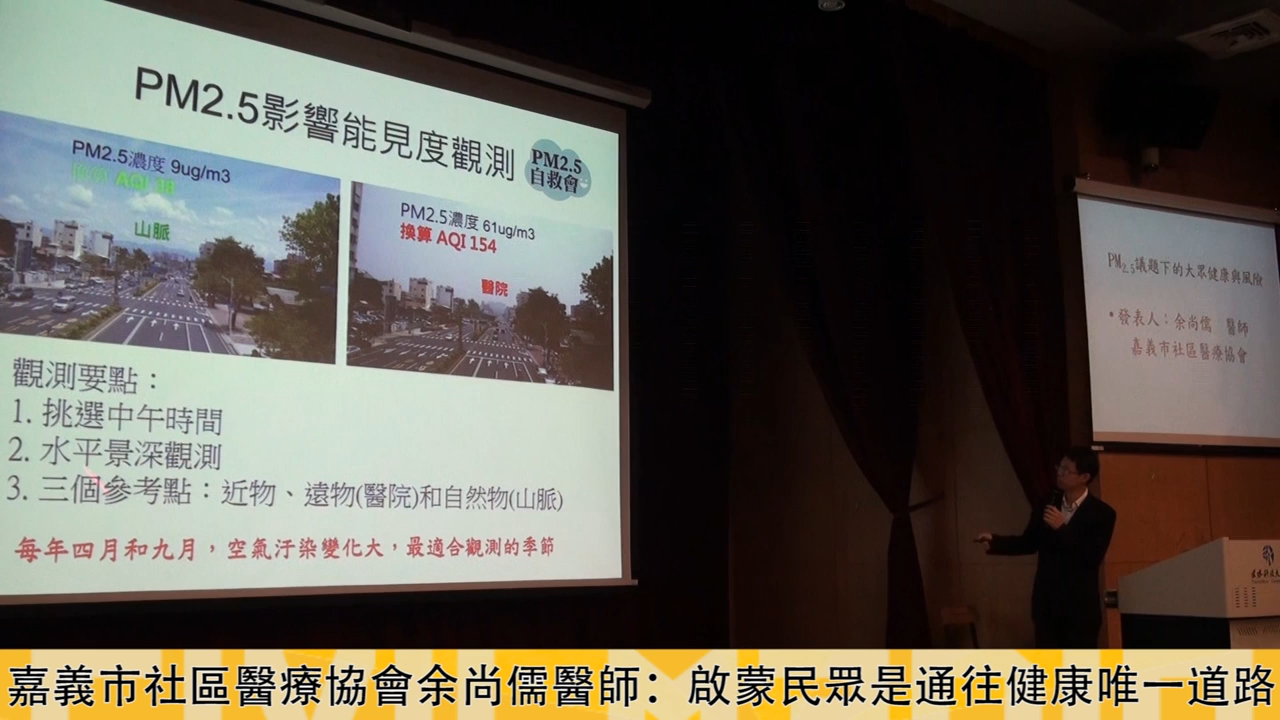 PM2.5影響能見度觀測
PM2.5
自救會
PM2.5濃度 9ug/m3
換算 AQI 38
山脈
PM2.5濃度 61ug/m3
換算 AQI 154
醫院
觀測要點：
1. 挑選中午時間
2. 水平景深觀測
3. 三個參考點：近物、遠物(醫院)和自然物(山脈)
每年四月和九月，空氣汙染變化大，最適合觀測的季節
PM2.5議題下的大眾健康與風險
•發表人：余尚儒 醫師
嘉義市社區醫療協會
嘉義市社區醫療協會余尚儒醫師：啟蒙民眾是通往健康唯一道路